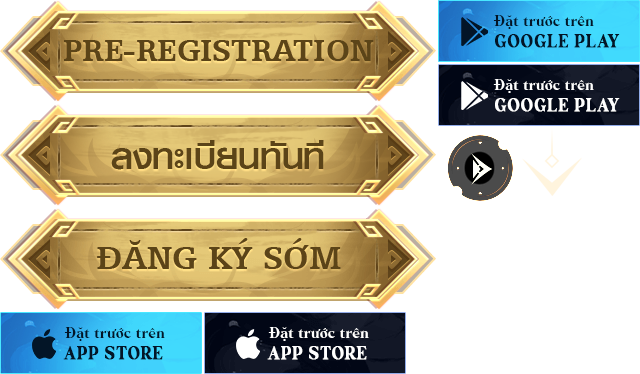 PRE-REGISTRATION
Đặt trước trên
GOOGLE PLAY
Đặt trước trên
GOOGLE PLAY
ลงทะเบียนทันที
ĐĂNG KÝ SỚM
Đặt trước trên
APP STORE
Đặt trước trên
APP STORE